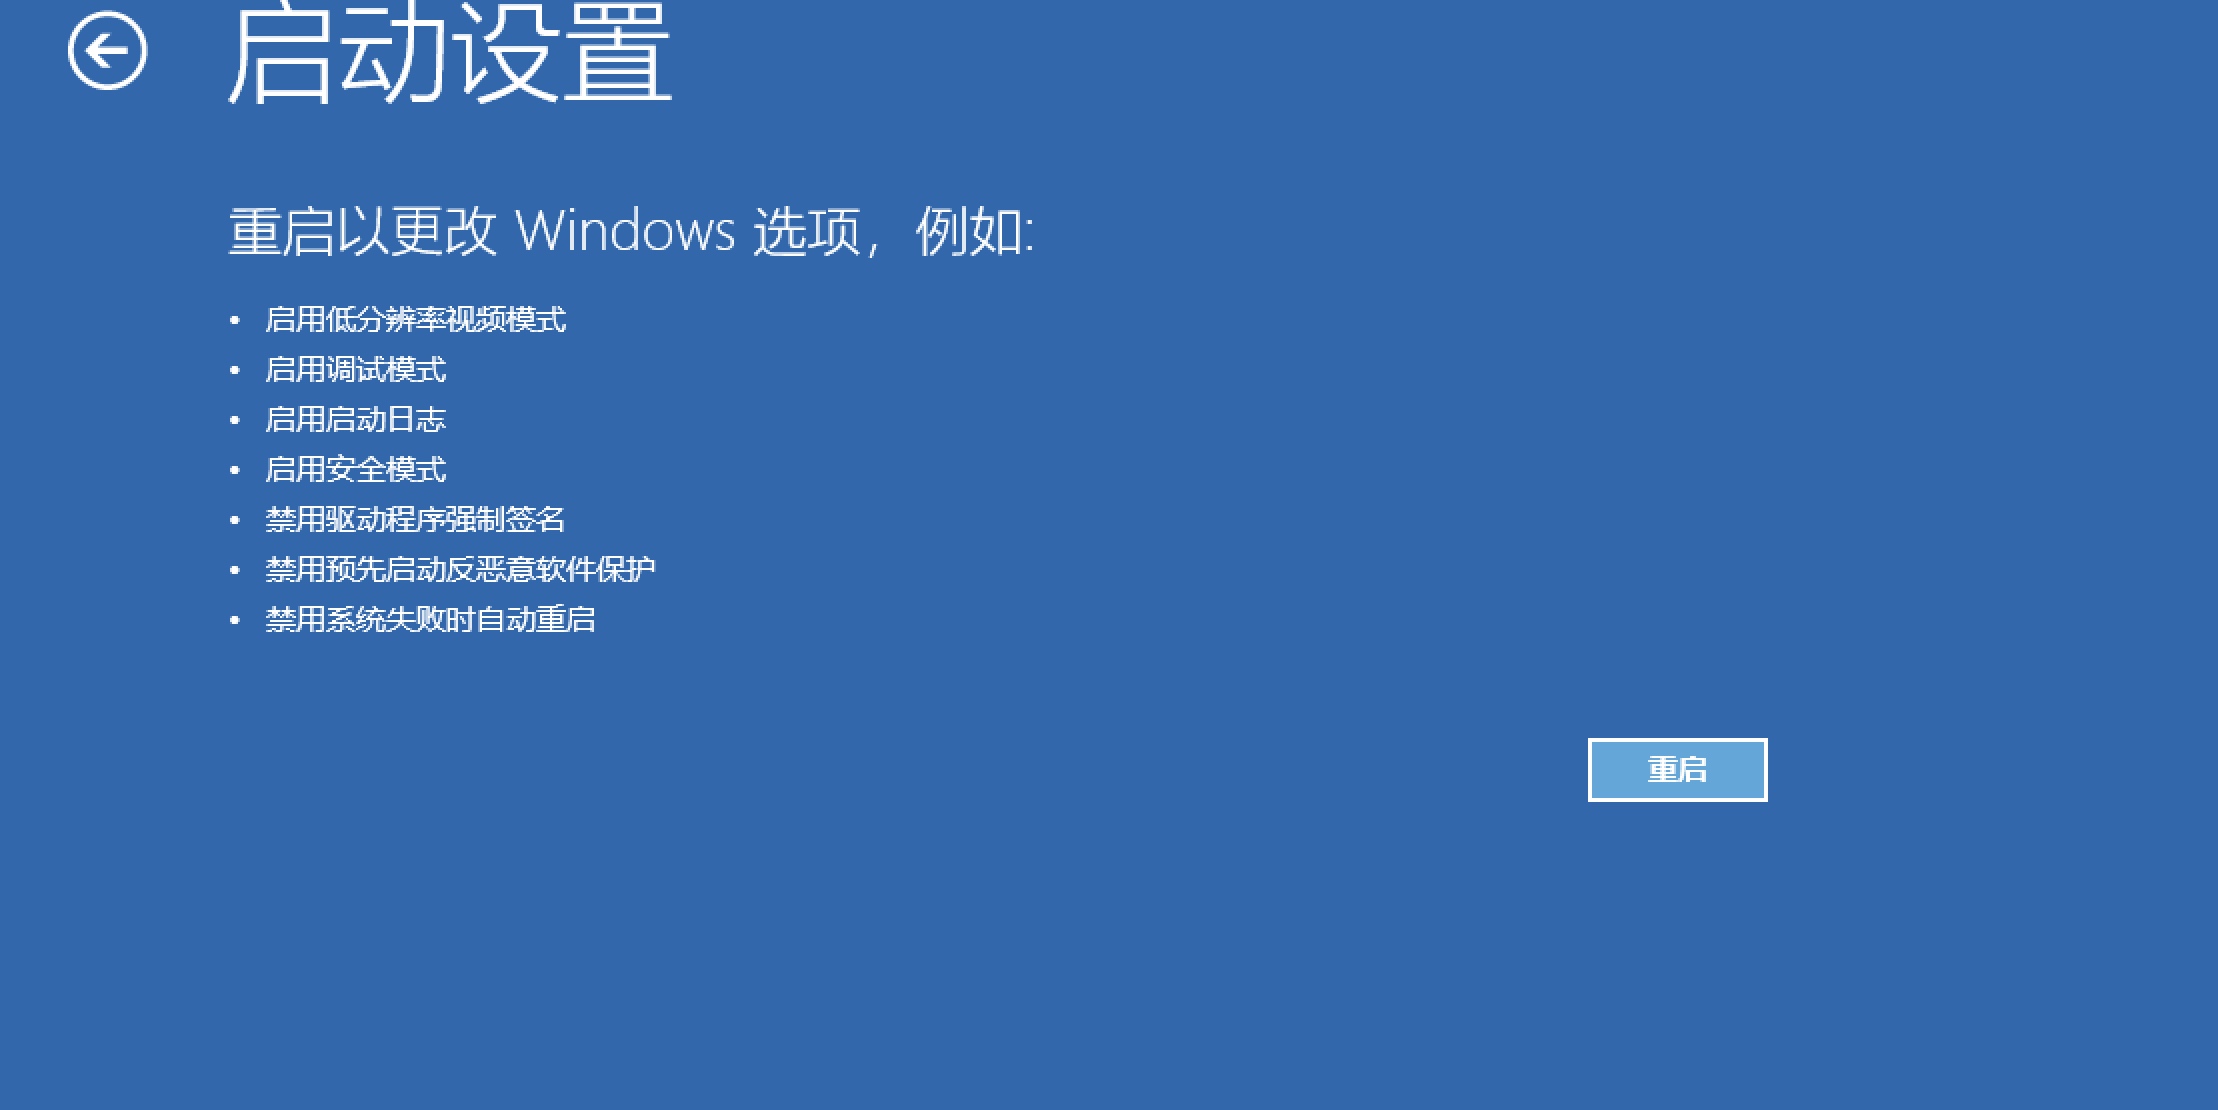 启动设置
重启以更改 Windows 选项，例如:
• 启用低分辨率视频模式
• 启用调试模式
• 启用启动日志
• 启用安全模式
• 禁用驱动程序强制签名
• 禁用预先启动反恶意软件保护
• 禁用系统失败时自动重启
重启